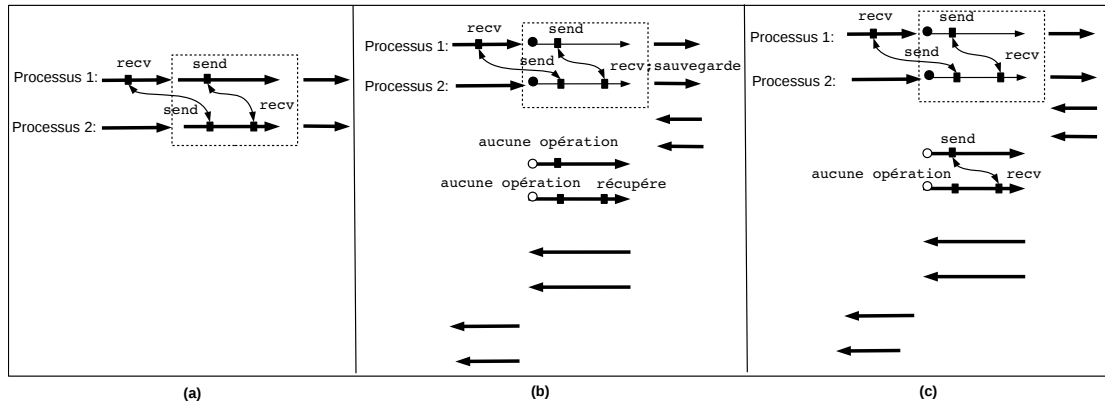 recv
send
Processus 1:
send
recv
Processus 2:
(a)
recv
send
Processus 1:
send
recv;sauvegarde
Processus 2:
aucune opération
aucune opération
récupére
(b)
recv
send
Processus 1:
send
recv
Processus 2:
send
aucune opération
recv
(c)